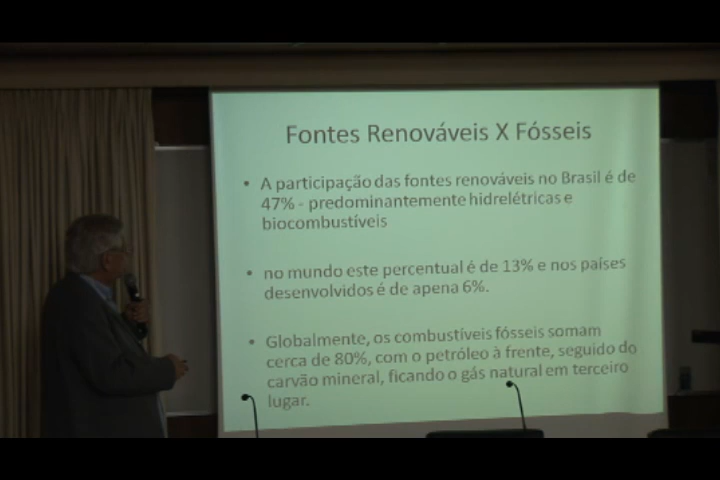 Fontes Renováveis X Fósseis
• A participação das fontes renováveis no Brasil é de
47% - predominantemente hidrelétricas e
biocombustíveis
• no mundo este percentual é de 13% e nos países
desenvolvidos é de apena 6%.
• Globalmente, os combustíveis fósseis somam
cerca de 80%, com o petróleo à frente, seguido do
carvão mineral, ficando o gás natural em terceiro
lugar.